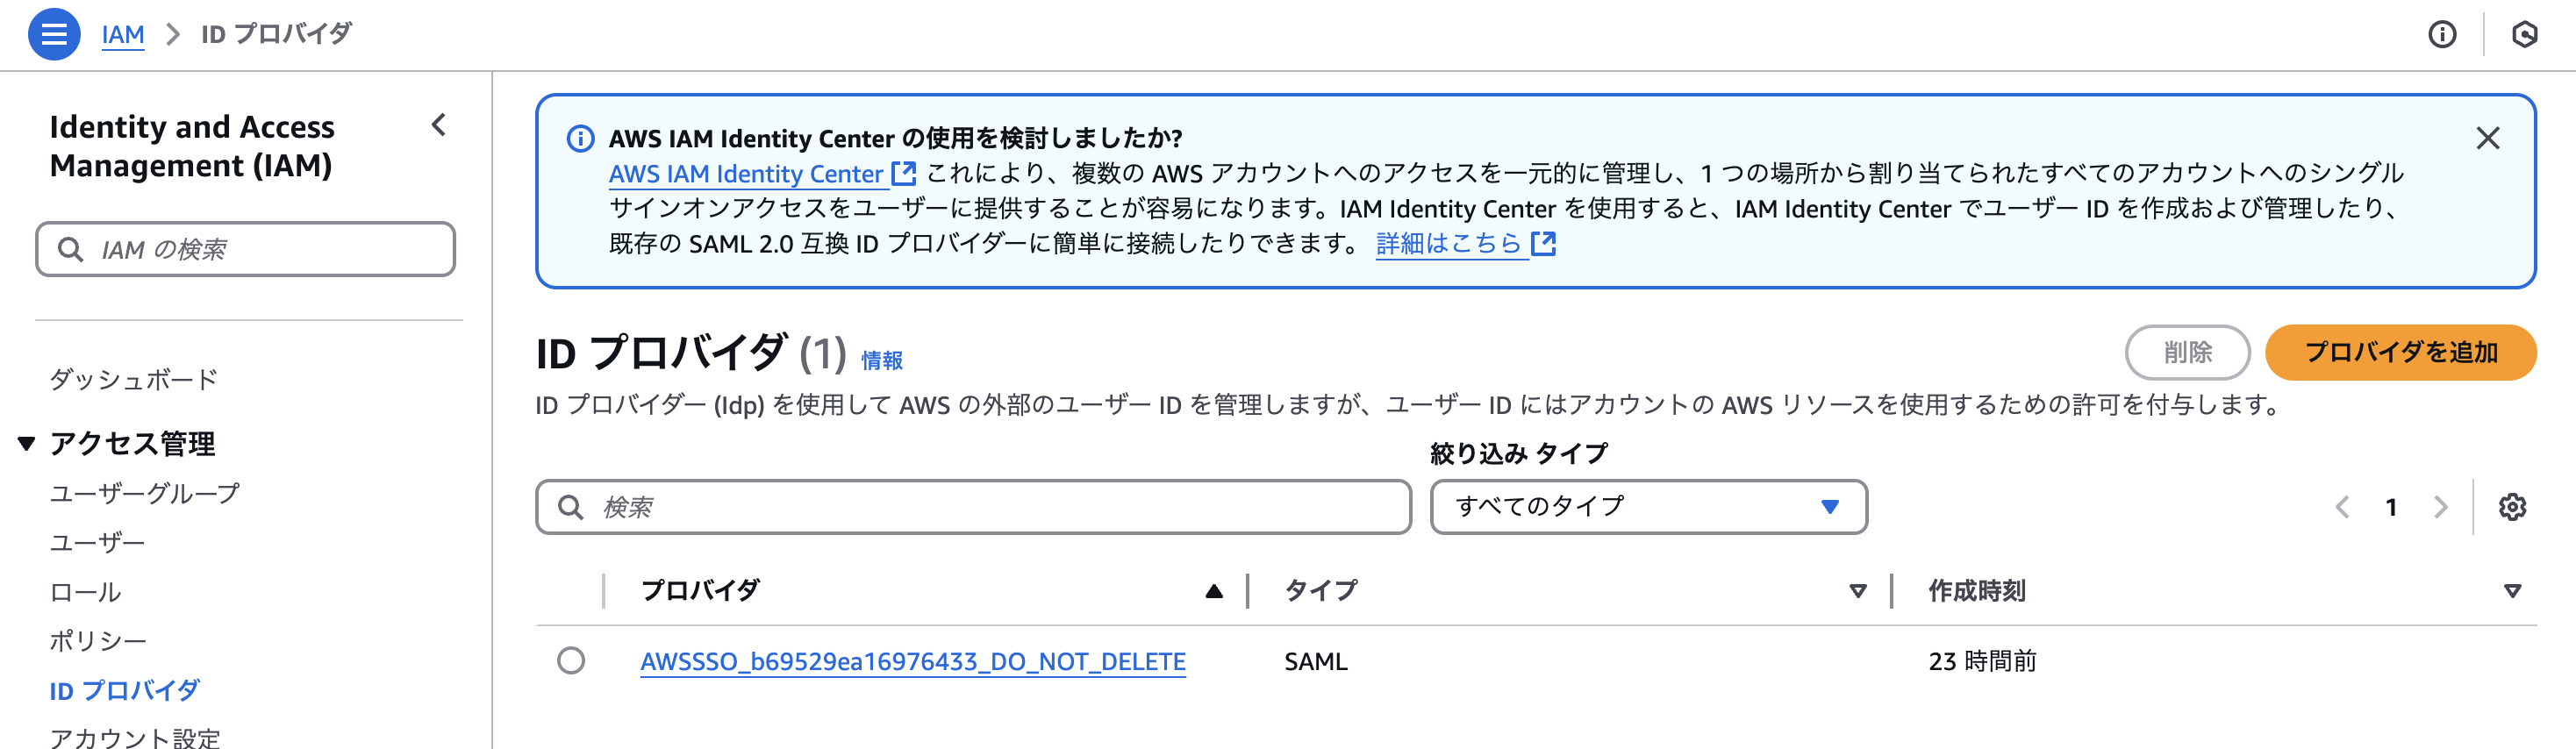 IAM > ID プロバイダ
Identity and Access
Management (IAM)
IAM の検索
ダッシュボード
アクセス管理
ユーザーグループ
ユーザー
ロール
ポリシー
ID プロバイダ
アカウント設定
AWS IAM Identity Center の使用を検討しましたか?
AWS IAM Identity Center これにより、複数の AWS アカウントへのアクセスを一元的に管理し、1 つの場所から割り当てられたすべてのアカウントへのシングル
サインオンアクセスをユーザーに提供することが容易になります。IAM Identity Center を使用すると、IAM Identity Center でユーザー ID を作成および管理したり、
既存の SAML 2.0 互換 ID プロバイダーに簡単に接続したりできます。 詳細はこちら
ID プロバイダ (1) 情報
削除 プロバイダを追加
ID プロバイダー (Idp) を使用して AWS の外部のユーザー ID を管理しますが、ユーザー ID にはアカウントの AWS リソースを使用するための許可を付与します。
絞り込み タイプ
検索 すべてのタイプ 1
プロバイダ タイプ 作成時刻
AWSSSO_b69529ea16976433_DO_NOT_DELETE SAML 23 時間前